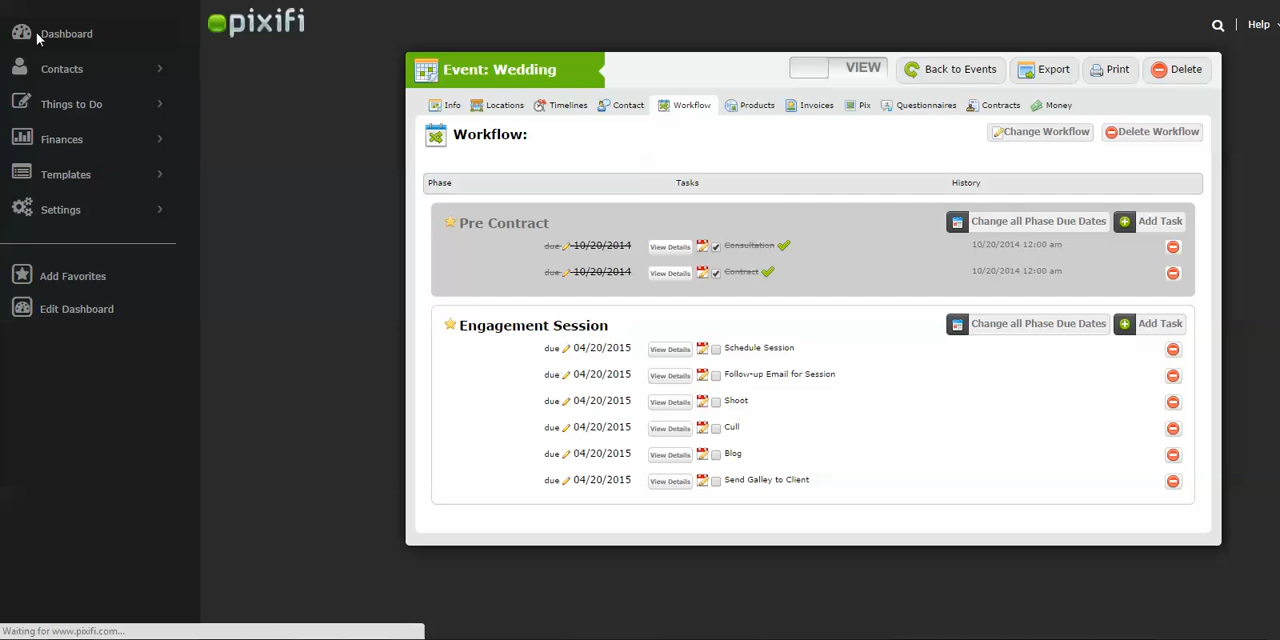 Dashboard
Contacts
Things to Do
Finances
Templates
Settings
Add Favorites
Edit Dashboard
pixifi
Help
Event: Wedding
VIEW
Back to Events
Export
Print
Delete
Info Locations Timelines Contact Workflow Products Invoices Pix Questionnaires Contracts Money
Workflow:
Change Workflow
Delete Workflow
Phase Tasks History
Pre Contract Change all Phase Due Dates Add Task
due 10/20/2014 View Details Consultation 10/20/2014 12:00 am
due 10/20/2014 View Details Contract 10/20/2014 12:00 am
Engagement Session Change all Phase Due Dates Add Task
due 04/20/2015 View Details Schedule Session
due 04/20/2015 View Details Follow-up Email for Session
due 04/20/2015 View Details Shoot
due 04/20/2015 View Details Cull
due 04/20/2015 View Details Blog
due 04/20/2015 View Details Send Galley to Client
Waiting for www.pixifi.com...